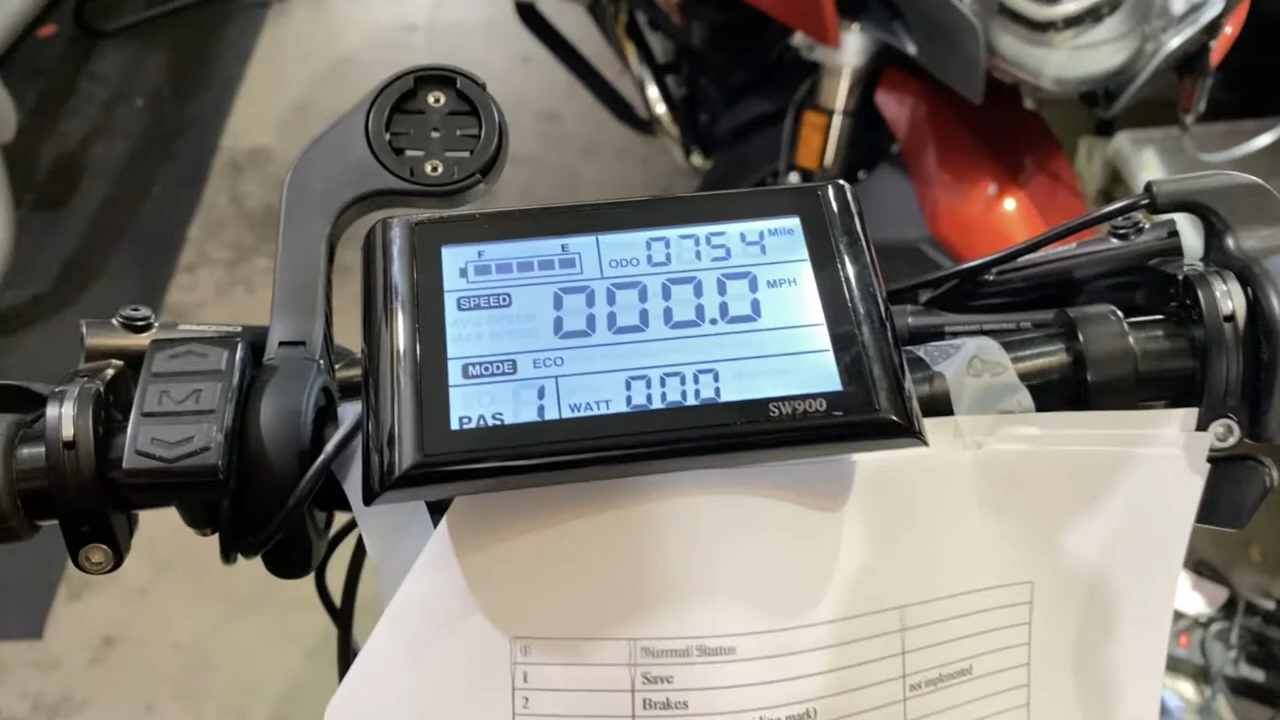 F E
ODO 0754 Mile
SPEED 000.0 MPH
MODE ECO
PAS 1 WATT 000
SW900
M
0 Normal Status
1 Save
not implemented
2 Brakes
mark)